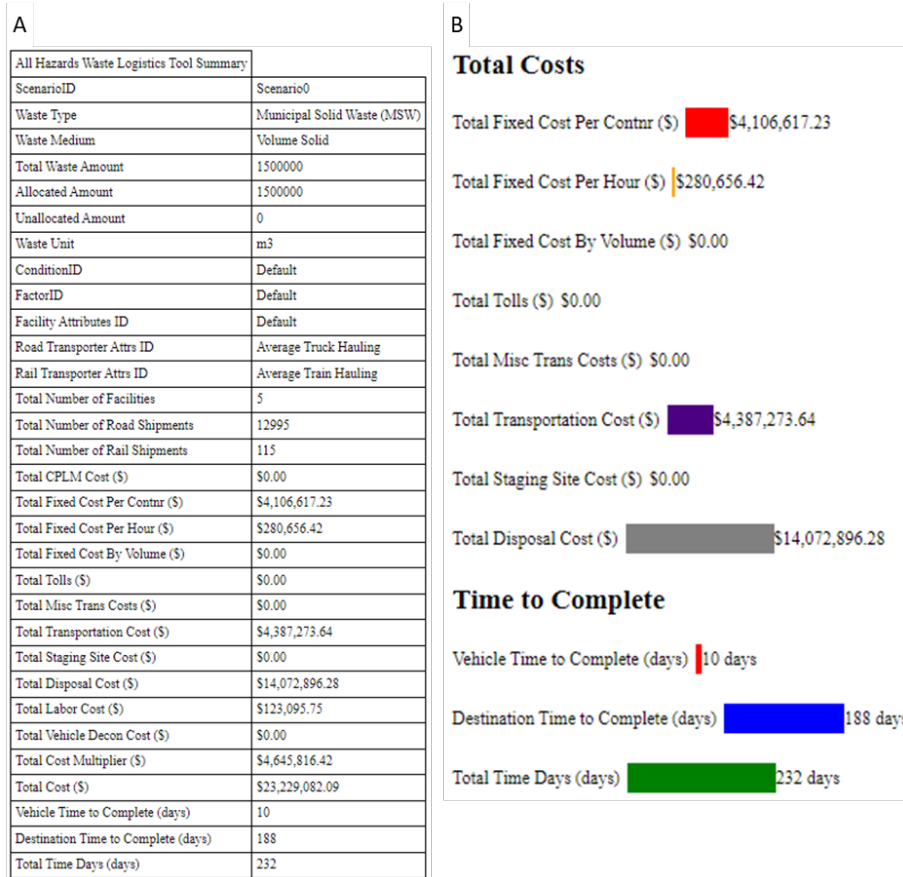 A
All Hazards Waste Logistics Tool Summary
ScenarioID Scenario0
Waste Type Municipal Solid Waste (MSW)
Waste Medium Volume Solid
Total Waste Amount 1500000
Allocated Amount 1500000
Unallocated Amount 0
Waste Unit m3
ConditionID Default
FactorID Default
Facility Attributes ID Default
Road Transporter Attrs ID Average Truck Hauling
Rail Transporter Attrs ID Average Train Hauling
Total Number of Facilities 5
Total Number of Road Shipments 12995
Total Number of Rail Shipments 115
Total CPLM Cost ($) $0.00
Total Fixed Cost Per Contnr ($) $4,106,617.23
Total Fixed Cost Per Hour ($) $280,656.42
Total Fixed Cost By Volume ($) $0.00
Total Tolls ($) $0.00
Total Misc Trans Costs ($) $0.00
Total Transportation Cost ($) $4,387,273.64
Total Staging Site Cost ($) $0.00
Total Disposal Cost ($) $14,072,896.28
Total Labor Cost ($) $123,095.75
Total Vehicle Decon Cost ($) $0.00
Total Cost Multiplier ($) $4,645,816.42
Total Cost ($) $23,229,082.09
Vehicle Time to Complete (days) 10
Destination Time to Complete (days) 188
Total Time Days (days) 232
B
Total Costs
Total Fixed Cost Per Contnr ($) $4,106,617.23
Total Fixed Cost Per Hour ($) $280,656.42
Total Fixed Cost By Volume ($) $0.00
Total Tolls ($) $0.00
Total Misc Trans Costs ($) $0.00
Total Transportation Cost ($) $4,387,273.64
Total Staging Site Cost ($) $0.00
Total Disposal Cost ($) $14,072,896.28
Time to Complete
Vehicle Time to Complete (days) 10 days
Destination Time to Complete (days) 188 days
Total Time Days (days) 232 days